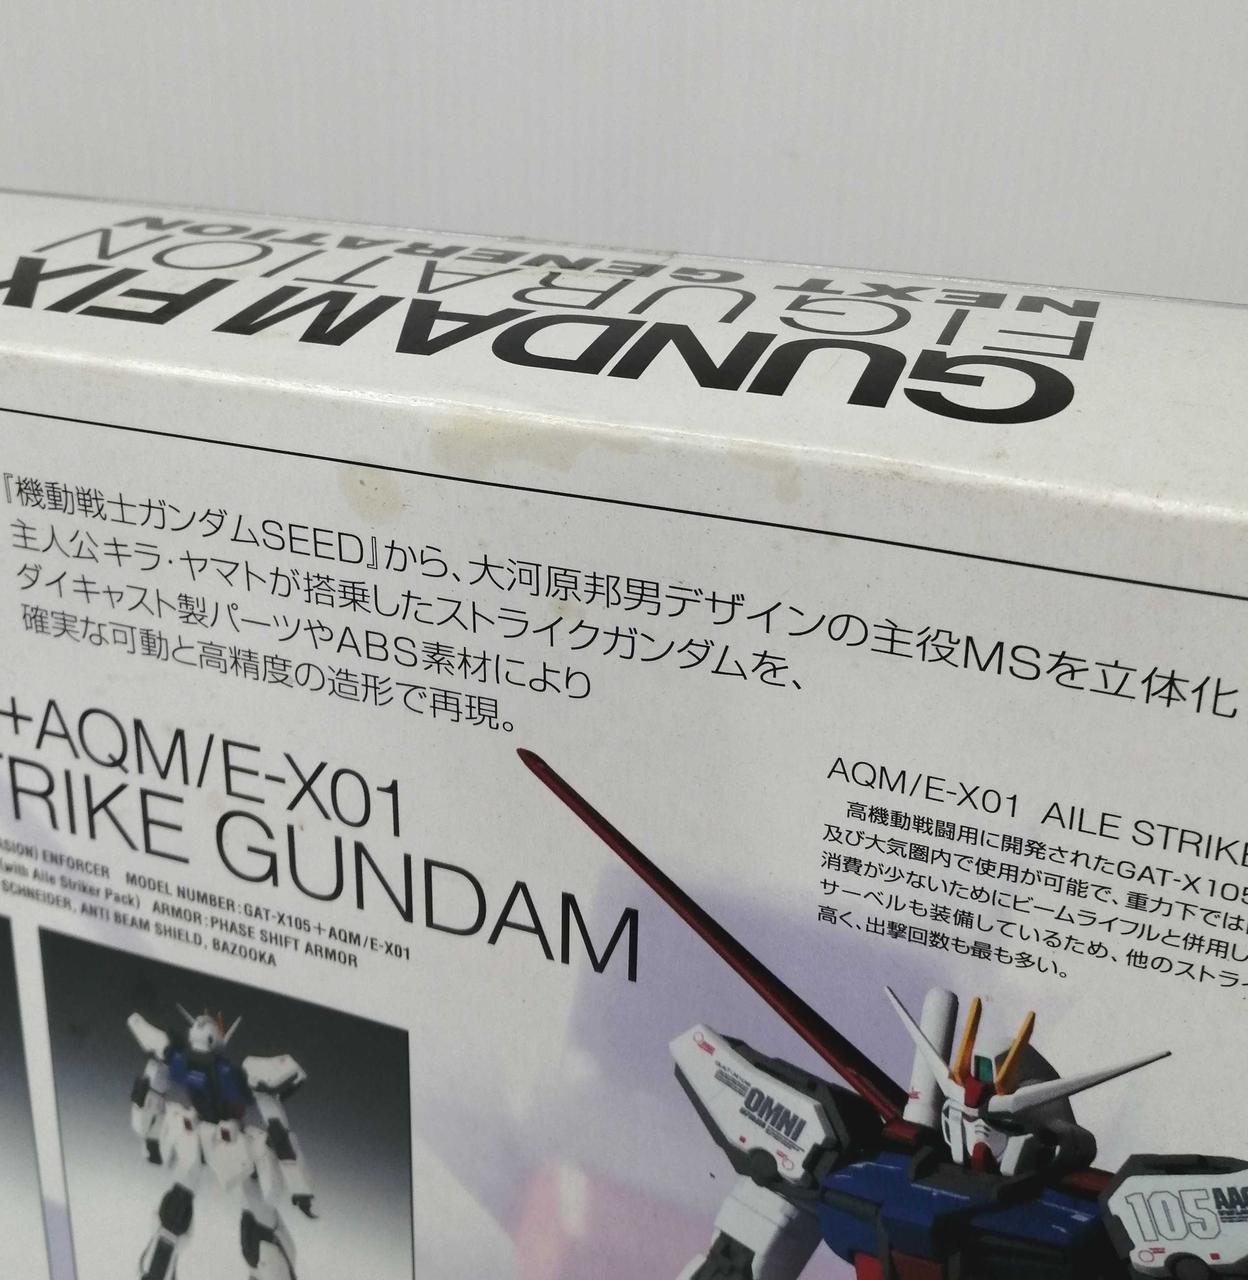 GUNDAM FIX
FIGURATION
NEXT GENERATION
『機動戦士ガンダムSEED』から、大河原邦男デザインの主役MSを立体化
主人公キラ・ヤマトが搭乗したストライクガンダムを、
ダイキャスト製パーツやABS素材により
確実な可動と高精度の造形で再現。
+AQM/E-X01
TRIKE GUNDAM
ASION) ENFORCER MODEL NUMBER:GAT-X105+AQM/E-X01
(with Aile Striker Pack) ARMOR:PHASE SHIFT ARMOR
SCHNEIDER, ANTI BEAM SHIELD, BAZOOKA
AQM/E-X01 AILE STRIKE
高機動戦闘用に開発されたGAT-X105
及び大気圏内で使用が可能で、重力下では
消費が少ないためにビームライフルと併用し
サーベルも装備しているため、他のストライ
高く、出撃回数も最も多い。
OMNI
105